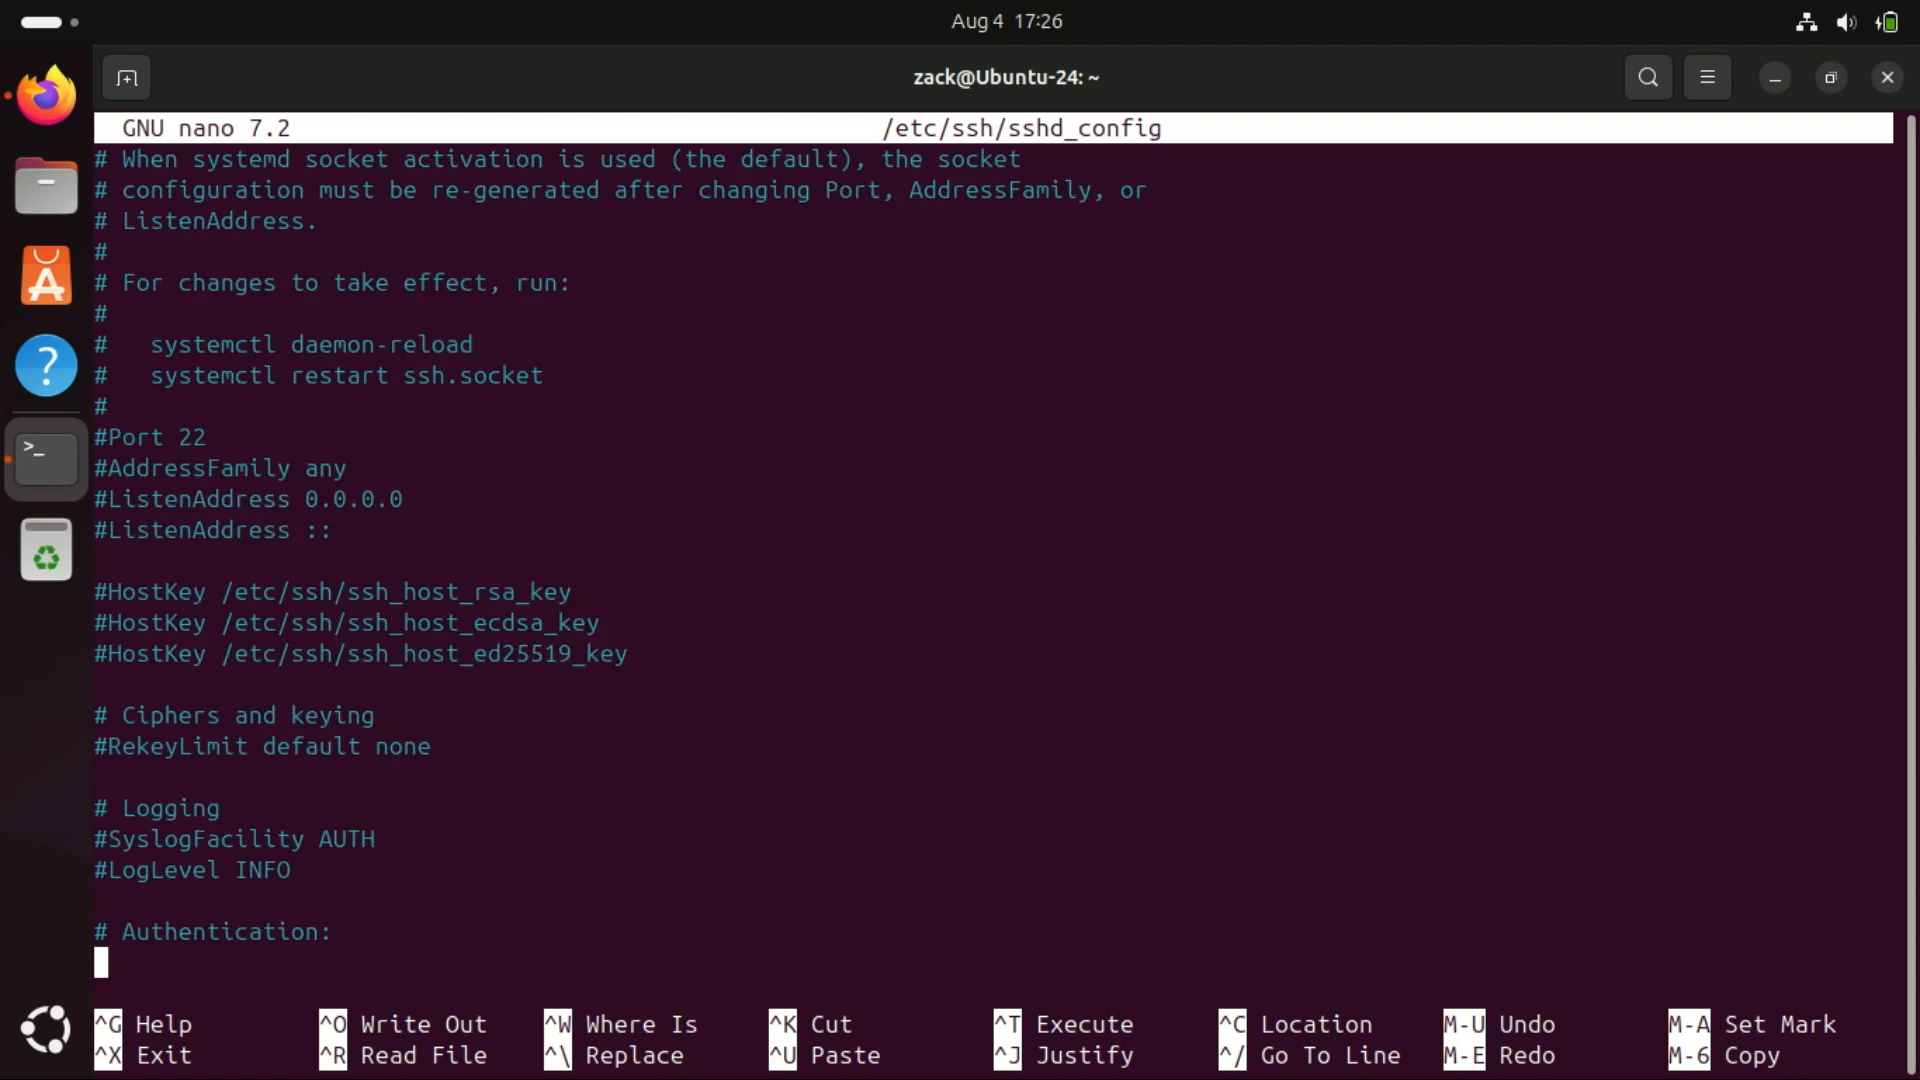 Aug 4 17:26
zack@Ubuntu-24: ~
GNU nano 7.2 /etc/ssh/sshd_config
# When systemd socket activation is used (the default), the socket
# configuration must be re-generated after changing Port, AddressFamily, or
# ListenAddress.
#
# For changes to take effect, run:
#
#   systemctl daemon-reload
#   systemctl restart ssh.socket
#
#Port 22
#AddressFamily any
#ListenAddress 0.0.0.0
#ListenAddress ::
#HostKey /etc/ssh/ssh_host_rsa_key
#HostKey /etc/ssh/ssh_host_ecdsa_key
#HostKey /etc/ssh/ssh_host_ed25519_key
# Ciphers and keying
#RekeyLimit default none
# Logging
#SyslogFacility AUTH
#LogLevel INFO
# Authentication:
^G Help ^O Write Out ^W Where Is ^K Cut ^T Execute ^C Location M-U Undo M-A Set Mark
^X Exit ^R Read File ^\ Replace ^U Paste ^J Justify ^/ Go To Line M-E Redo M-6 Copy